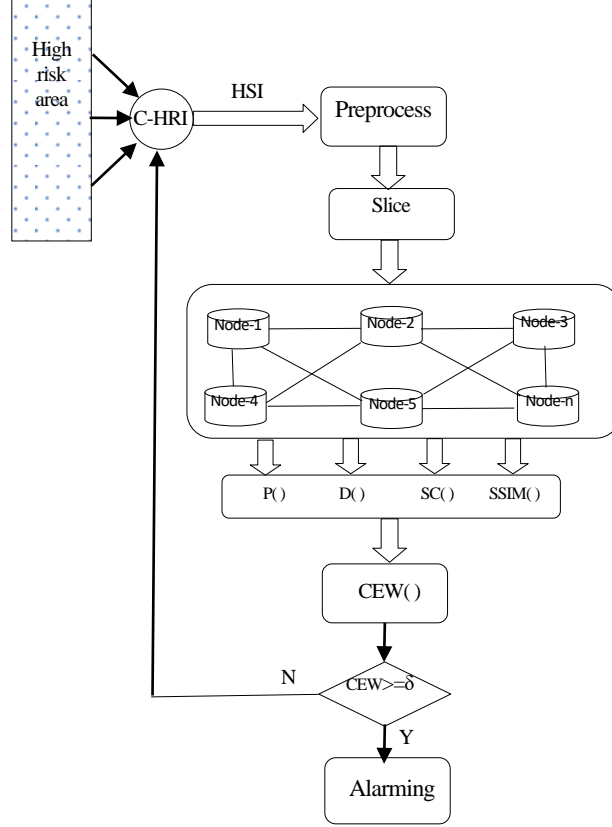 High
risk
area
C-HRI
HSI
Preprocess
Slice
Node-1
Node-2
Node-3
Node-4
Node-5
Node-n
P( )
D( )
SC( )
SSIM( )
CEW( )
CEW>=δ
N
Y
Alarming